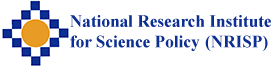 National Research Institute
for Science Policy (NRISP)